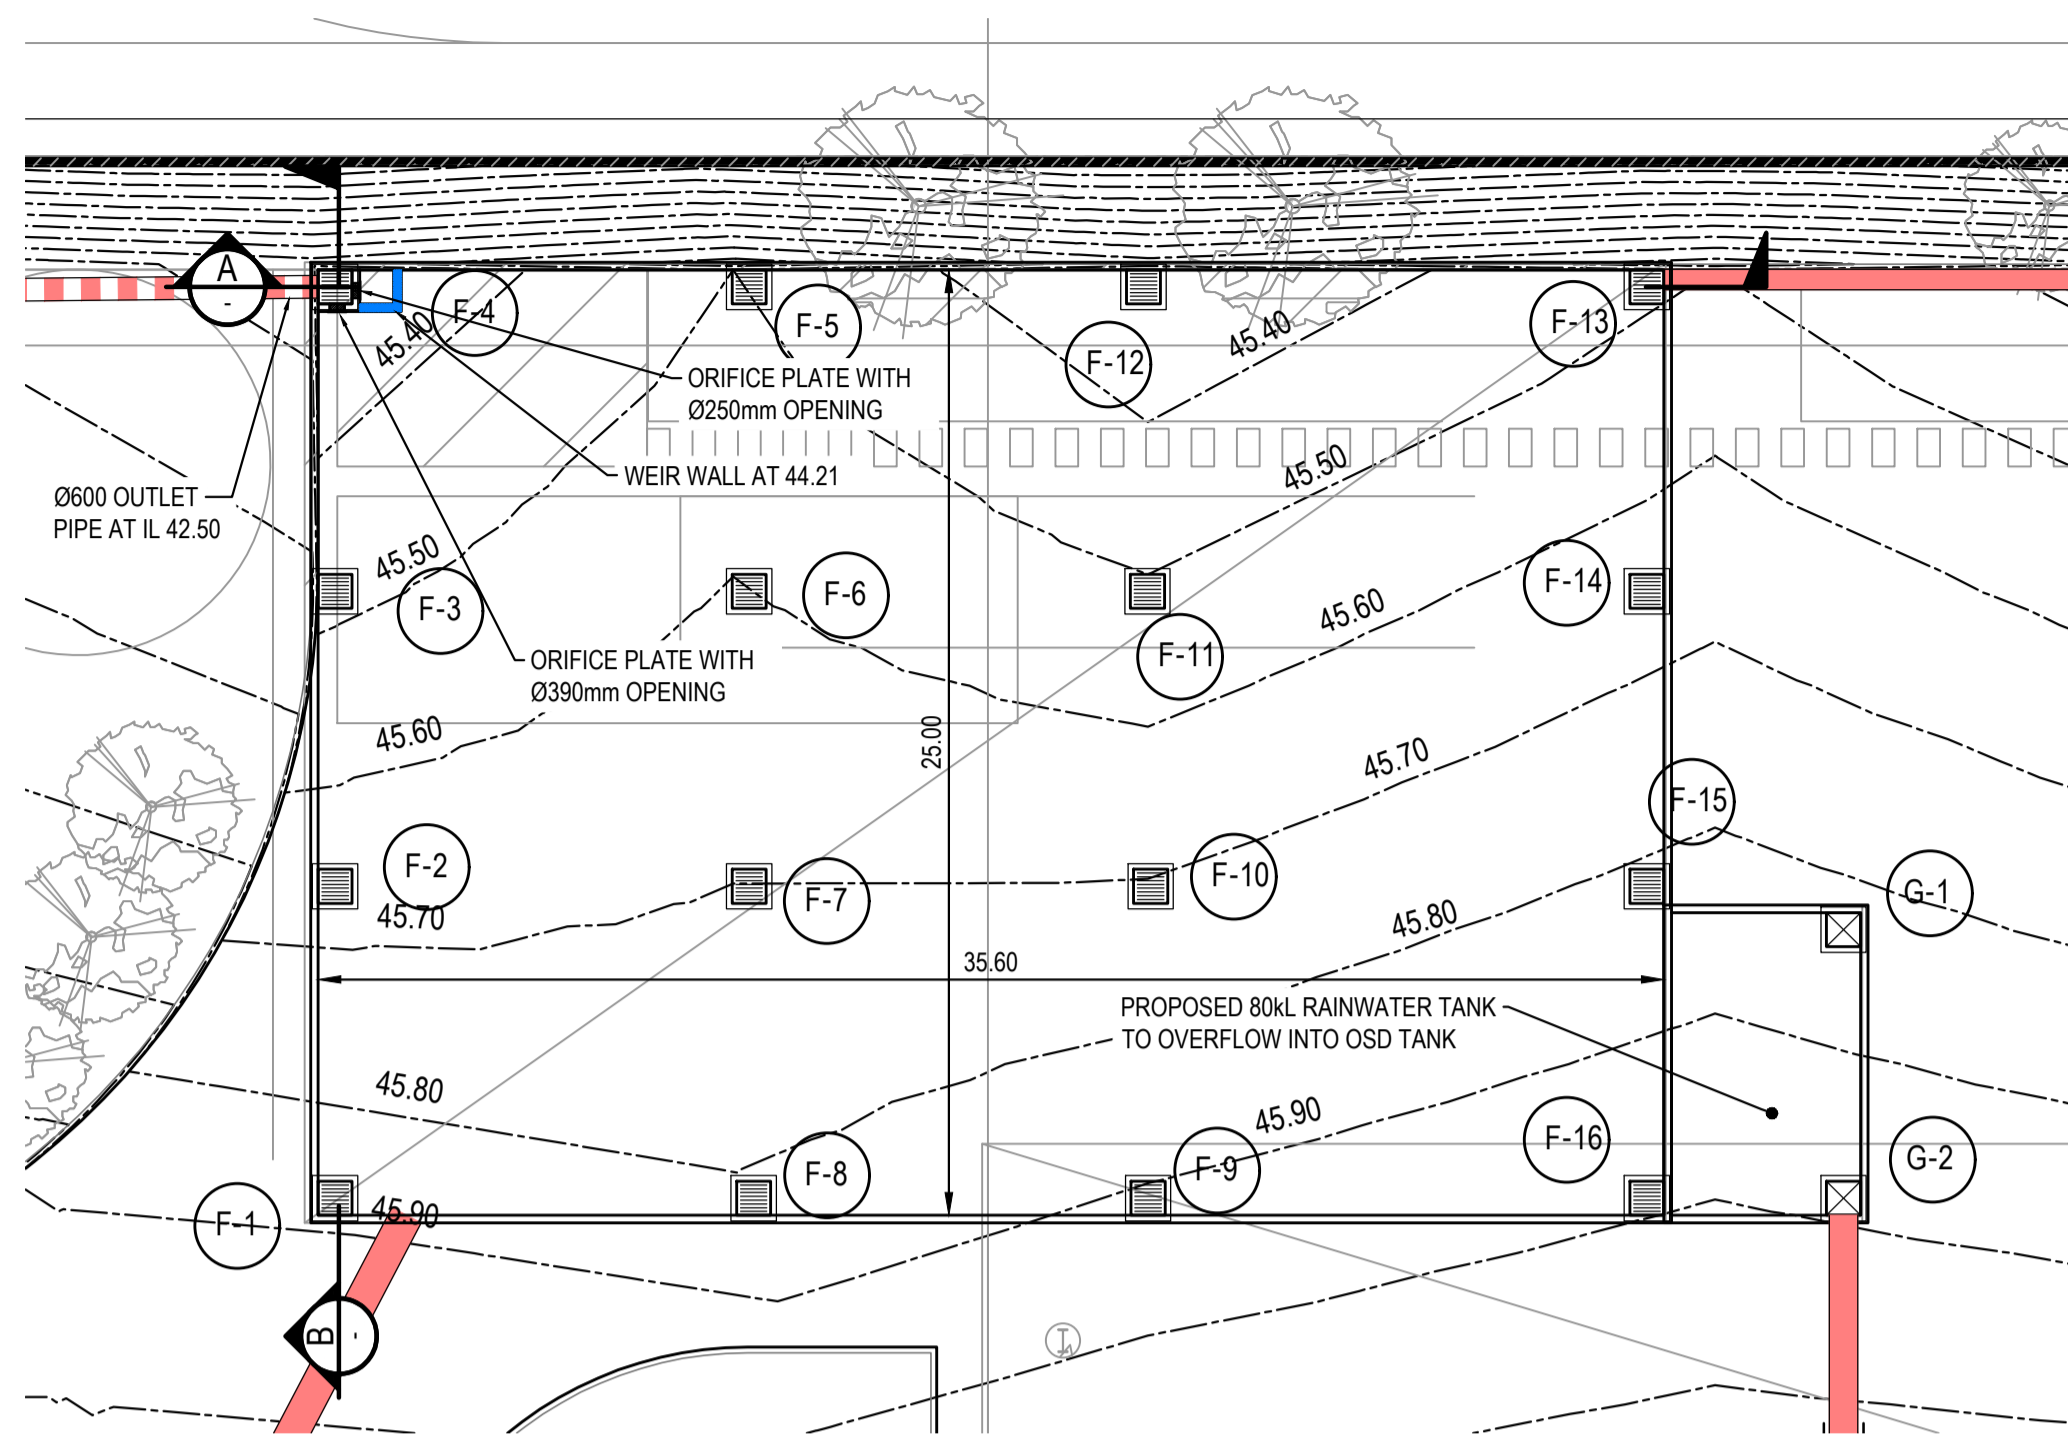 A
-
F-4
F-5
F-12
F-13
45.40
45.40
ORIFICE PLATE WITH
Ø250mm OPENING
WEIR WALL AT 44.21
45.50
Ø600 OUTLET
PIPE AT IL 42.50
45.50
F-3
F-6
F-11
F-14
45.60
ORIFICE PLATE WITH
Ø390mm OPENING
45.60
25.00
45.70
F-15
F-2
F-7
F-10
G-1
45.70
45.80
35.60
PROPOSED 80kL RAINWATER TANK
TO OVERFLOW INTO OSD TANK
45.80
45.90
F-16
F-8
F-9
G-2
45.90
F-1
B
-